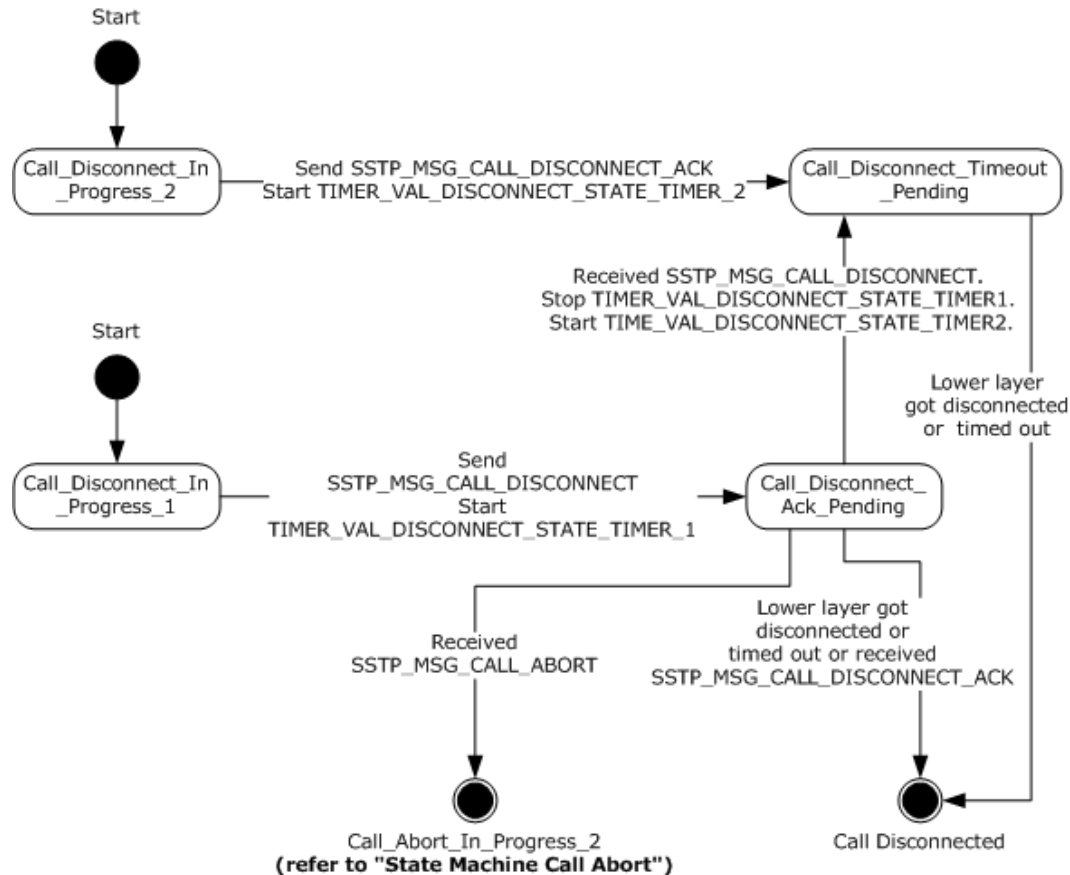 Start
Call_Disconnect_In
_Progress_2
Send SSTP_MSG_CALL_DISCONNECT_ACK
Start TIMER_VAL_DISCONNECT_STATE_TIMER_2
Call_Disconnect_Timeout
_Pending
Received SSTP_MSG_CALL_DISCONNECT.
Stop TIMER_VAL_DISCONNECT_STATE_TIMER1.
Start TIME_VAL_DISCONNECT_STATE_TIMER2.
Lower layer
got disconnected
or timed out
Start
Call_Disconnect_In
_Progress_1
Send
SSTP_MSG_CALL_DISCONNECT
Start
TIMER_VAL_DISCONNECT_STATE_TIMER_1
Call_Disconnect_
Ack_Pending
Received
SSTP_MSG_CALL_ABORT
Lower layer got
disconnected or
timed out or received
SSTP_MSG_CALL_DISCONNECT_ACK
Call_Abort_In_Progress_2
(refer to "State Machine Call Abort")
Call Disconnected